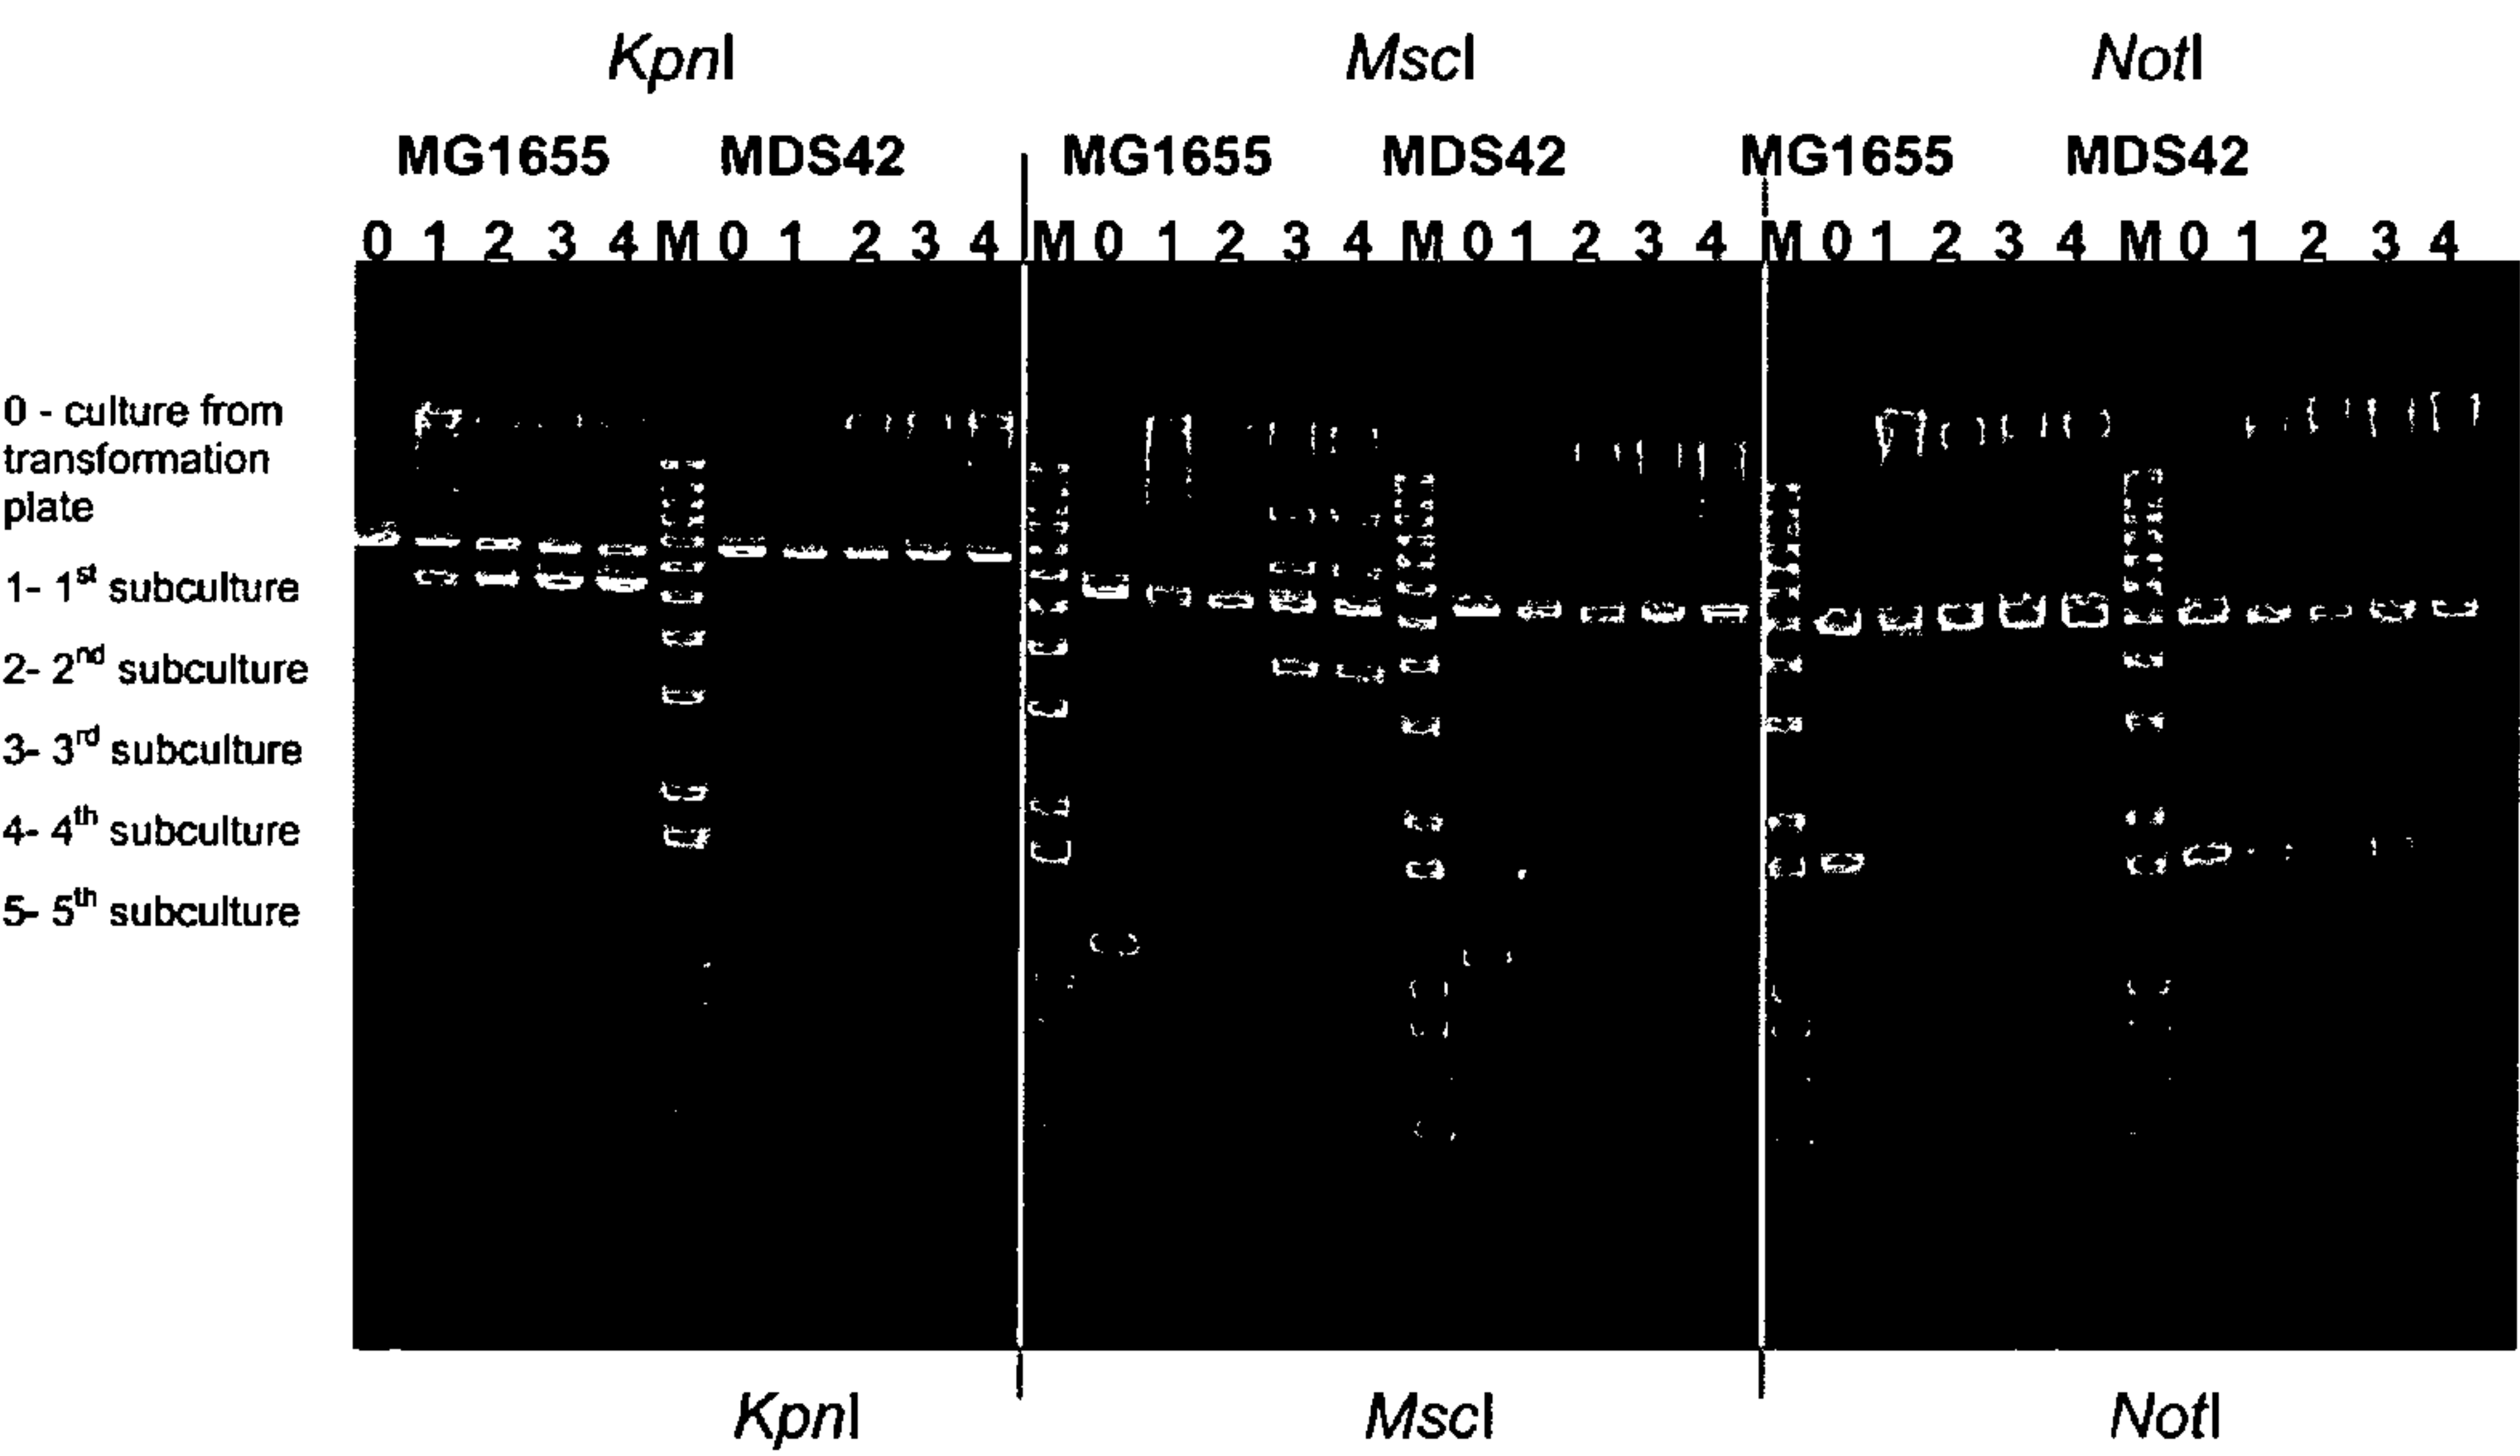 KpnI MscI NotI
MG1655 MDS42 MG1655 MDS42 MG1655 MDS42
0 1 2 3 4 M 0 1 2 3 4 M 0 1 2 3 4 M 0 1 2 3 4 M 0 1 2 3 4 M 0 1 2 3 4
0 - culture from
transformation
plate
1- 1st subculture
2- 2nd subculture
3- 3rd subculture
4- 4th subculture
5- 5th subculture
KpnI MscI NotI